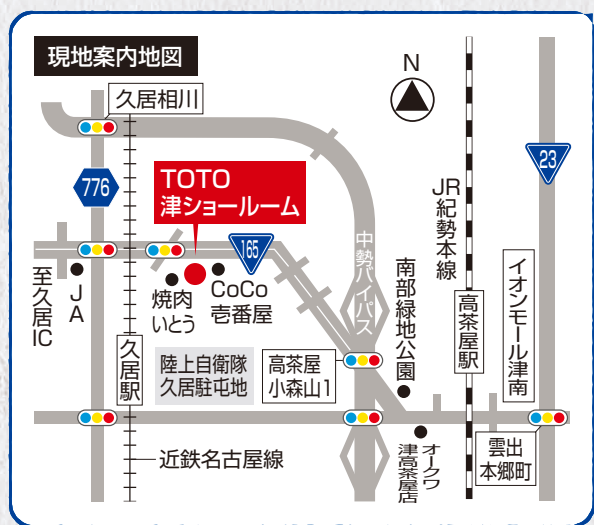 現地案内地図
久居相川
N
776
TOTO
津ショールーム
23
165
JR紀勢本線
中勢バイパス
南部緑地公園
イオンモール津南
至久居IC
JA
焼肉
いとう
CoCo
壱番屋
高茶屋駅
久居駅
陸上自衛隊
久居駐屯地
高茶屋
小森山1
雲出
本郷町
オークワ
津高茶屋店
近鉄名古屋線